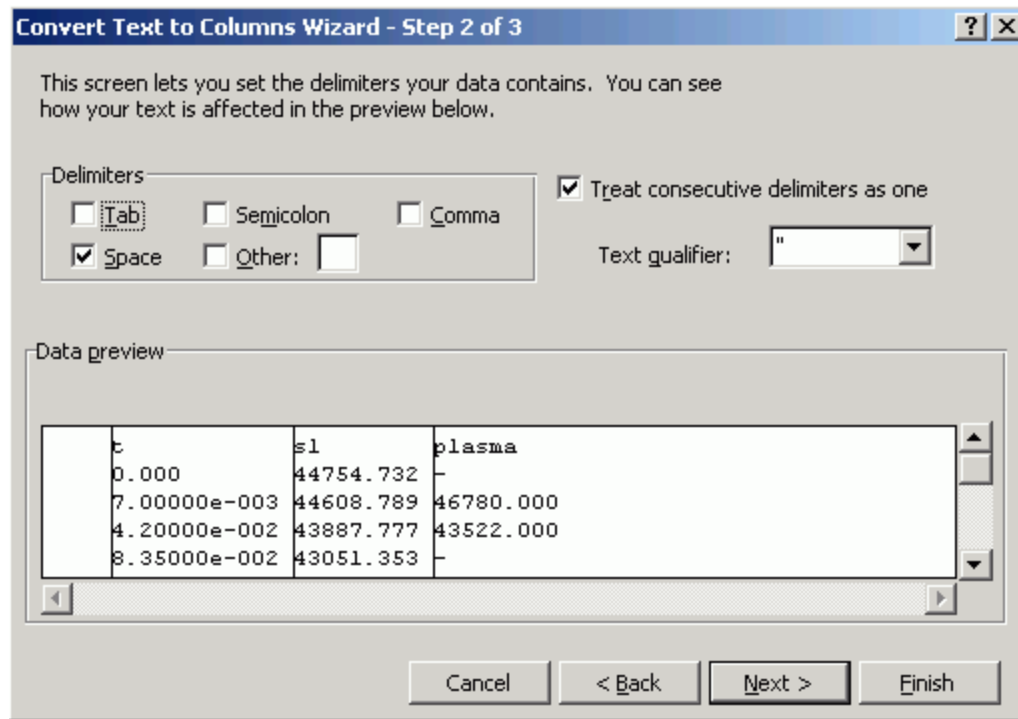 Convert Text to Columns Wizard - Step 2 of 3
This screen lets you set the delimiters your data contains.  You can see
how your text is affected in the preview below.
Delimiters
Tab Semicolon Comma
Space Other:
Treat consecutive delimiters as one
Text qualifier: "
Data preview
t s1 plasma
0.000 44754.732 -
7.00000e-003 44608.789 46780.000
4.20000e-002 43887.777 43522.000
8.35000e-002 43051.353 -
Cancel < Back Next > Finish